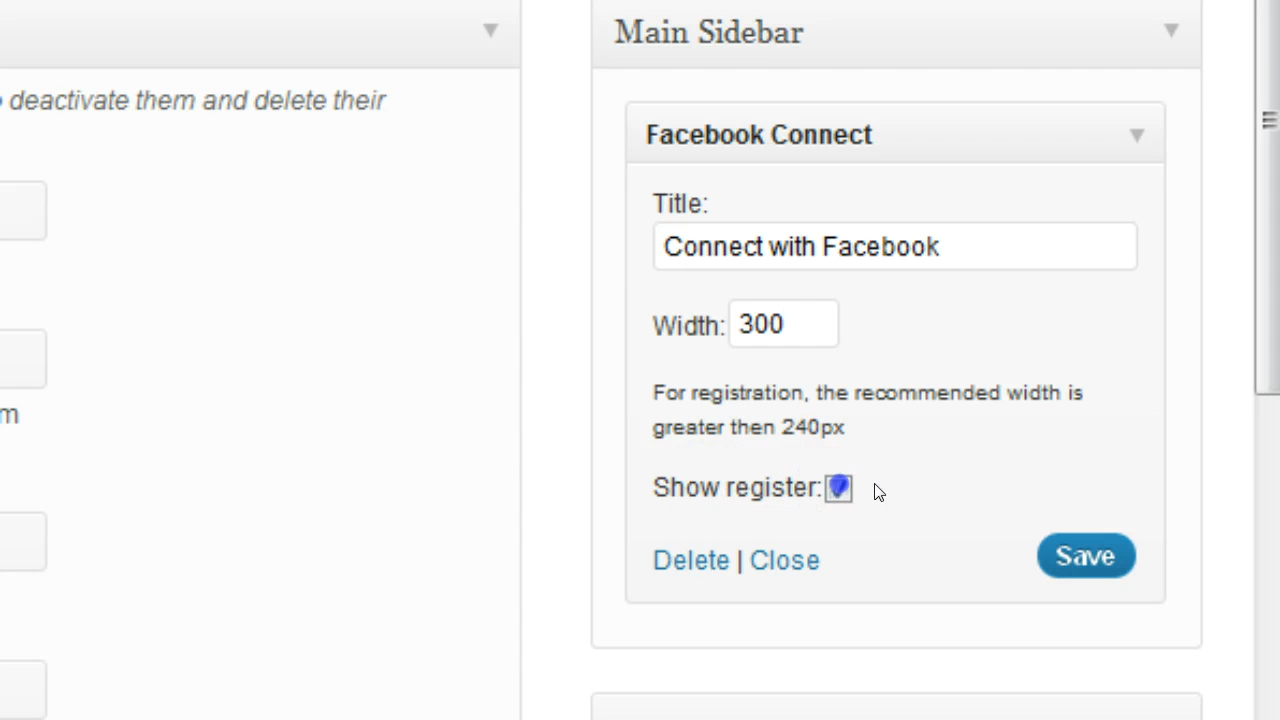 Main Sidebar
deactivate them and delete their
Facebook Connect
Title:
Connect with Facebook
Width: 300
For registration, the recommended width is
greater then 240px
m
Show register:
Delete | Close
Save